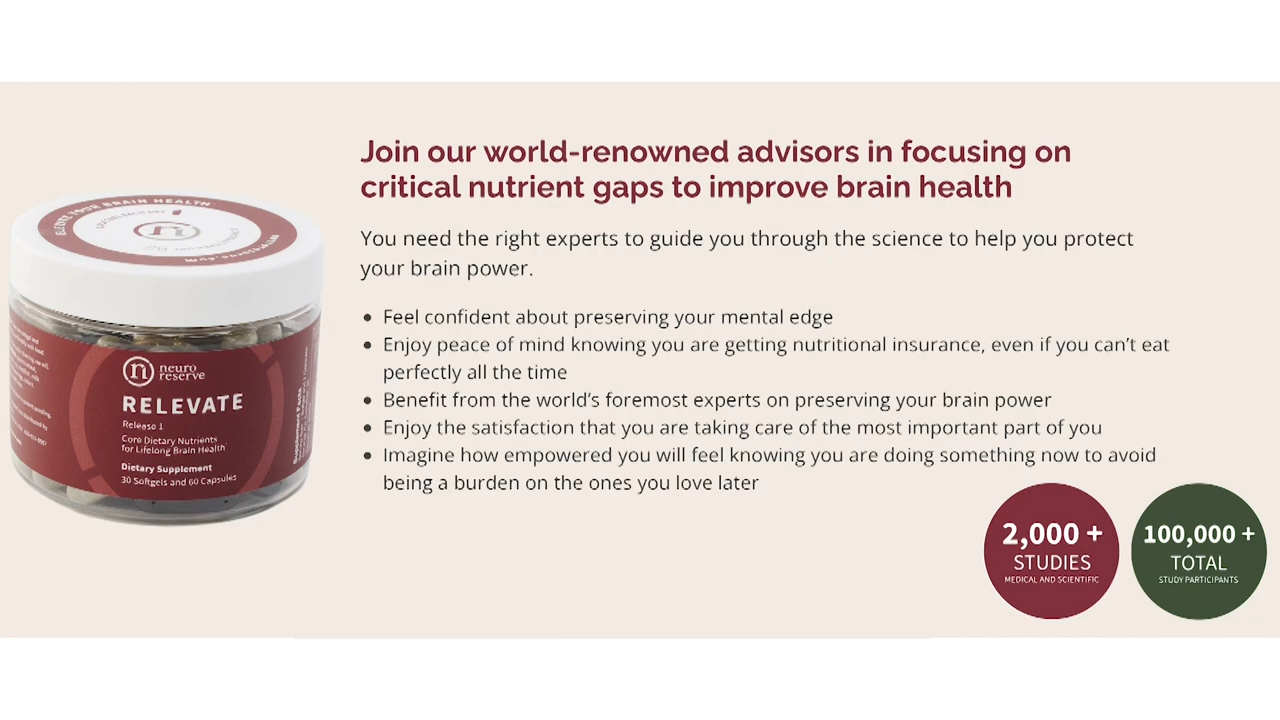 Join our world-renowned advisors in focusing on
critical nutrient gaps to improve brain health
You need the right experts to guide you through the science to help you protect
your brain power.
• Feel confident about preserving your mental edge
• Enjoy peace of mind knowing you are getting nutritional insurance, even if you can’t eat
perfectly all the time
• Benefit from the world’s foremost experts on preserving your brain power
• Enjoy the satisfaction that you are taking care of the most important part of you
• Imagine how empowered you will feel knowing you are doing something now to avoid
being a burden on the ones you love later
YOUR BRAIN HEALTH
n
neuro
reserve
RELEVATE
Release 1
Core Dietary Nutrients
for Lifelong Brain Health
Dietary Supplement
30 Softgels and 60 Capsules
2,000 +
STUDIES
MEDICAL AND SCIENTIFIC
100,000 +
TOTAL
STUDY PARTICIPANTS